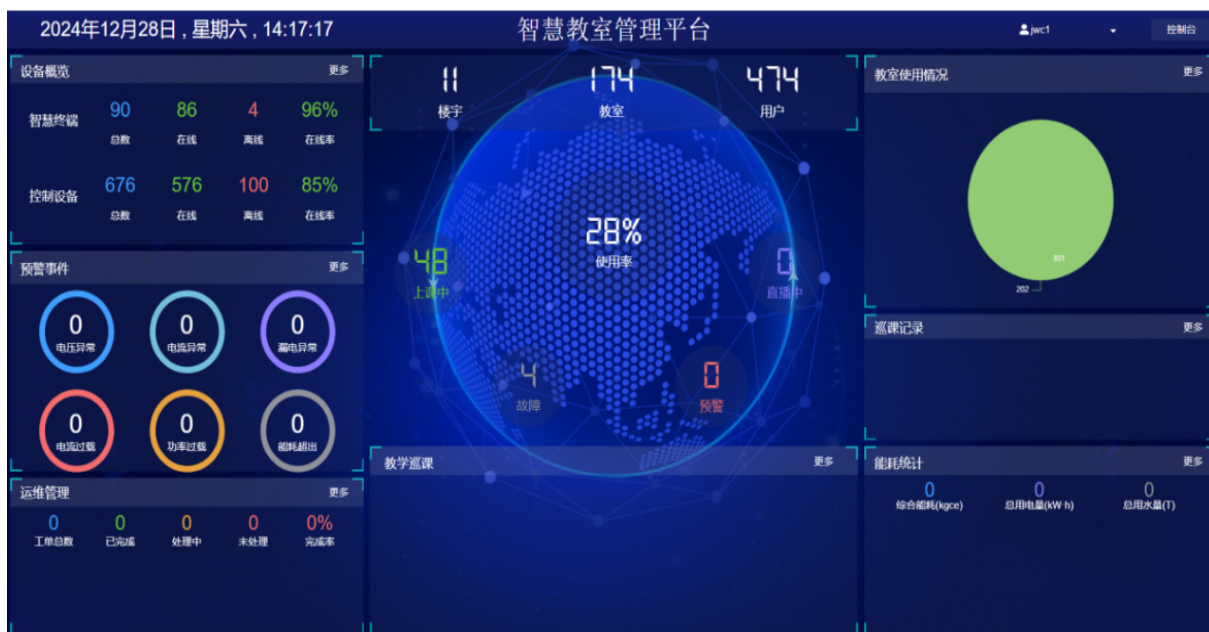 2024年12月28日 , 星期六 , 14:17:17
智慧教室管理平台
jwc1
控制台
设备概览
更多
智慧终端
90
86
4
96%
总数
在线
离线
在线率
控制设备
676
576
100
85%
总数
在线
离线
在线率
预警事件
更多
0
电压异常
0
电流异常
0
漏电异常
0
电流过载
0
功率过载
0
能耗超出
运维管理
更多
0
0
0
0
0%
工单总数
已完成
处理中
未处理
完成率
11
174
474
楼宇
教室
用户
28%
使用率
48
上课中
0
直播中
4
故障
0
预警
教学巡课
更多
教室使用情况
更多
301
202
巡课记录
更多
能耗统计
更多
0
0
0
综合能耗(kgce)
总用电量(kW·h)
总用水量(T)